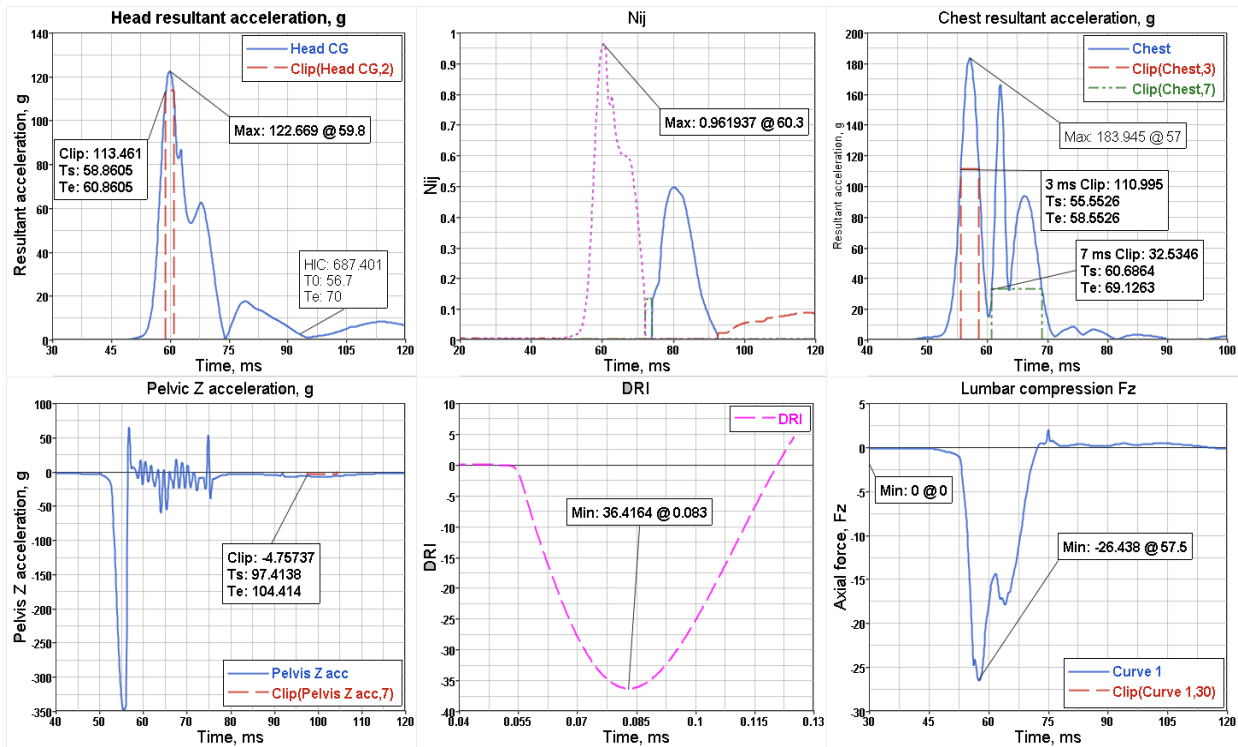 Head resultant acceleration, g
Resultant acceleration, g
140
120
100
80
60
40
20
0
Head CG
Clip(Head CG,2)
Max: 122.669 @ 59.8
Clip: 113.461
Ts: 58.8605
Te: 60.8605
HIC: 687.401
T0: 56.7
Te: 70
30 45 60 75 90 105 120
Time, ms
Nij
Nij
1
0.9
0.8
0.7
0.6
0.5
0.4
0.3
0.2
0.1
0
Max: 0.961937 @ 60.3
20 40 60 80 100 120
Time, ms
Chest resultant acceleration, g
Resultant acceleration, g
200
180
160
140
120
100
80
60
40
20
0
Chest
Clip(Chest,3)
Clip(Chest,7)
Max: 183.945 @ 57
3 ms Clip: 110.995
Ts: 55.5526
Te: 58.5526
7 ms Clip: 32.5346
Ts: 60.6864
Te: 69.1263
40 50 60 70 80 90 100
Time, ms
Pelvic Z acceleration, g
Pelvis Z acceleration, g
100
50
0
-50
-100
-150
-200
-250
-300
-350
Clip: -4.75737
Ts: 97.4138
Te: 104.414
Pelvis Z acc
Clip(Pelvis Z acc,7)
40 50 60 70 80 90 100 110 120
Time, ms
DRI
DRI
10
5
0
-5
-10
-15
-20
-25
-30
-35
-40
DRI
Min: 36.4164 @ 0.083
0.04 0.055 0.07 0.085 0.1 0.115 0.13
Time, ms
Lumbar compression Fz
Axial force, Fz
5
0
-5
-10
-15
-20
-25
-30
Min: 0 @ 0
Min: -26.438 @ 57.5
Curve 1
Clip(Curve 1,30)
30 45 60 75 90 105 120
Time, ms